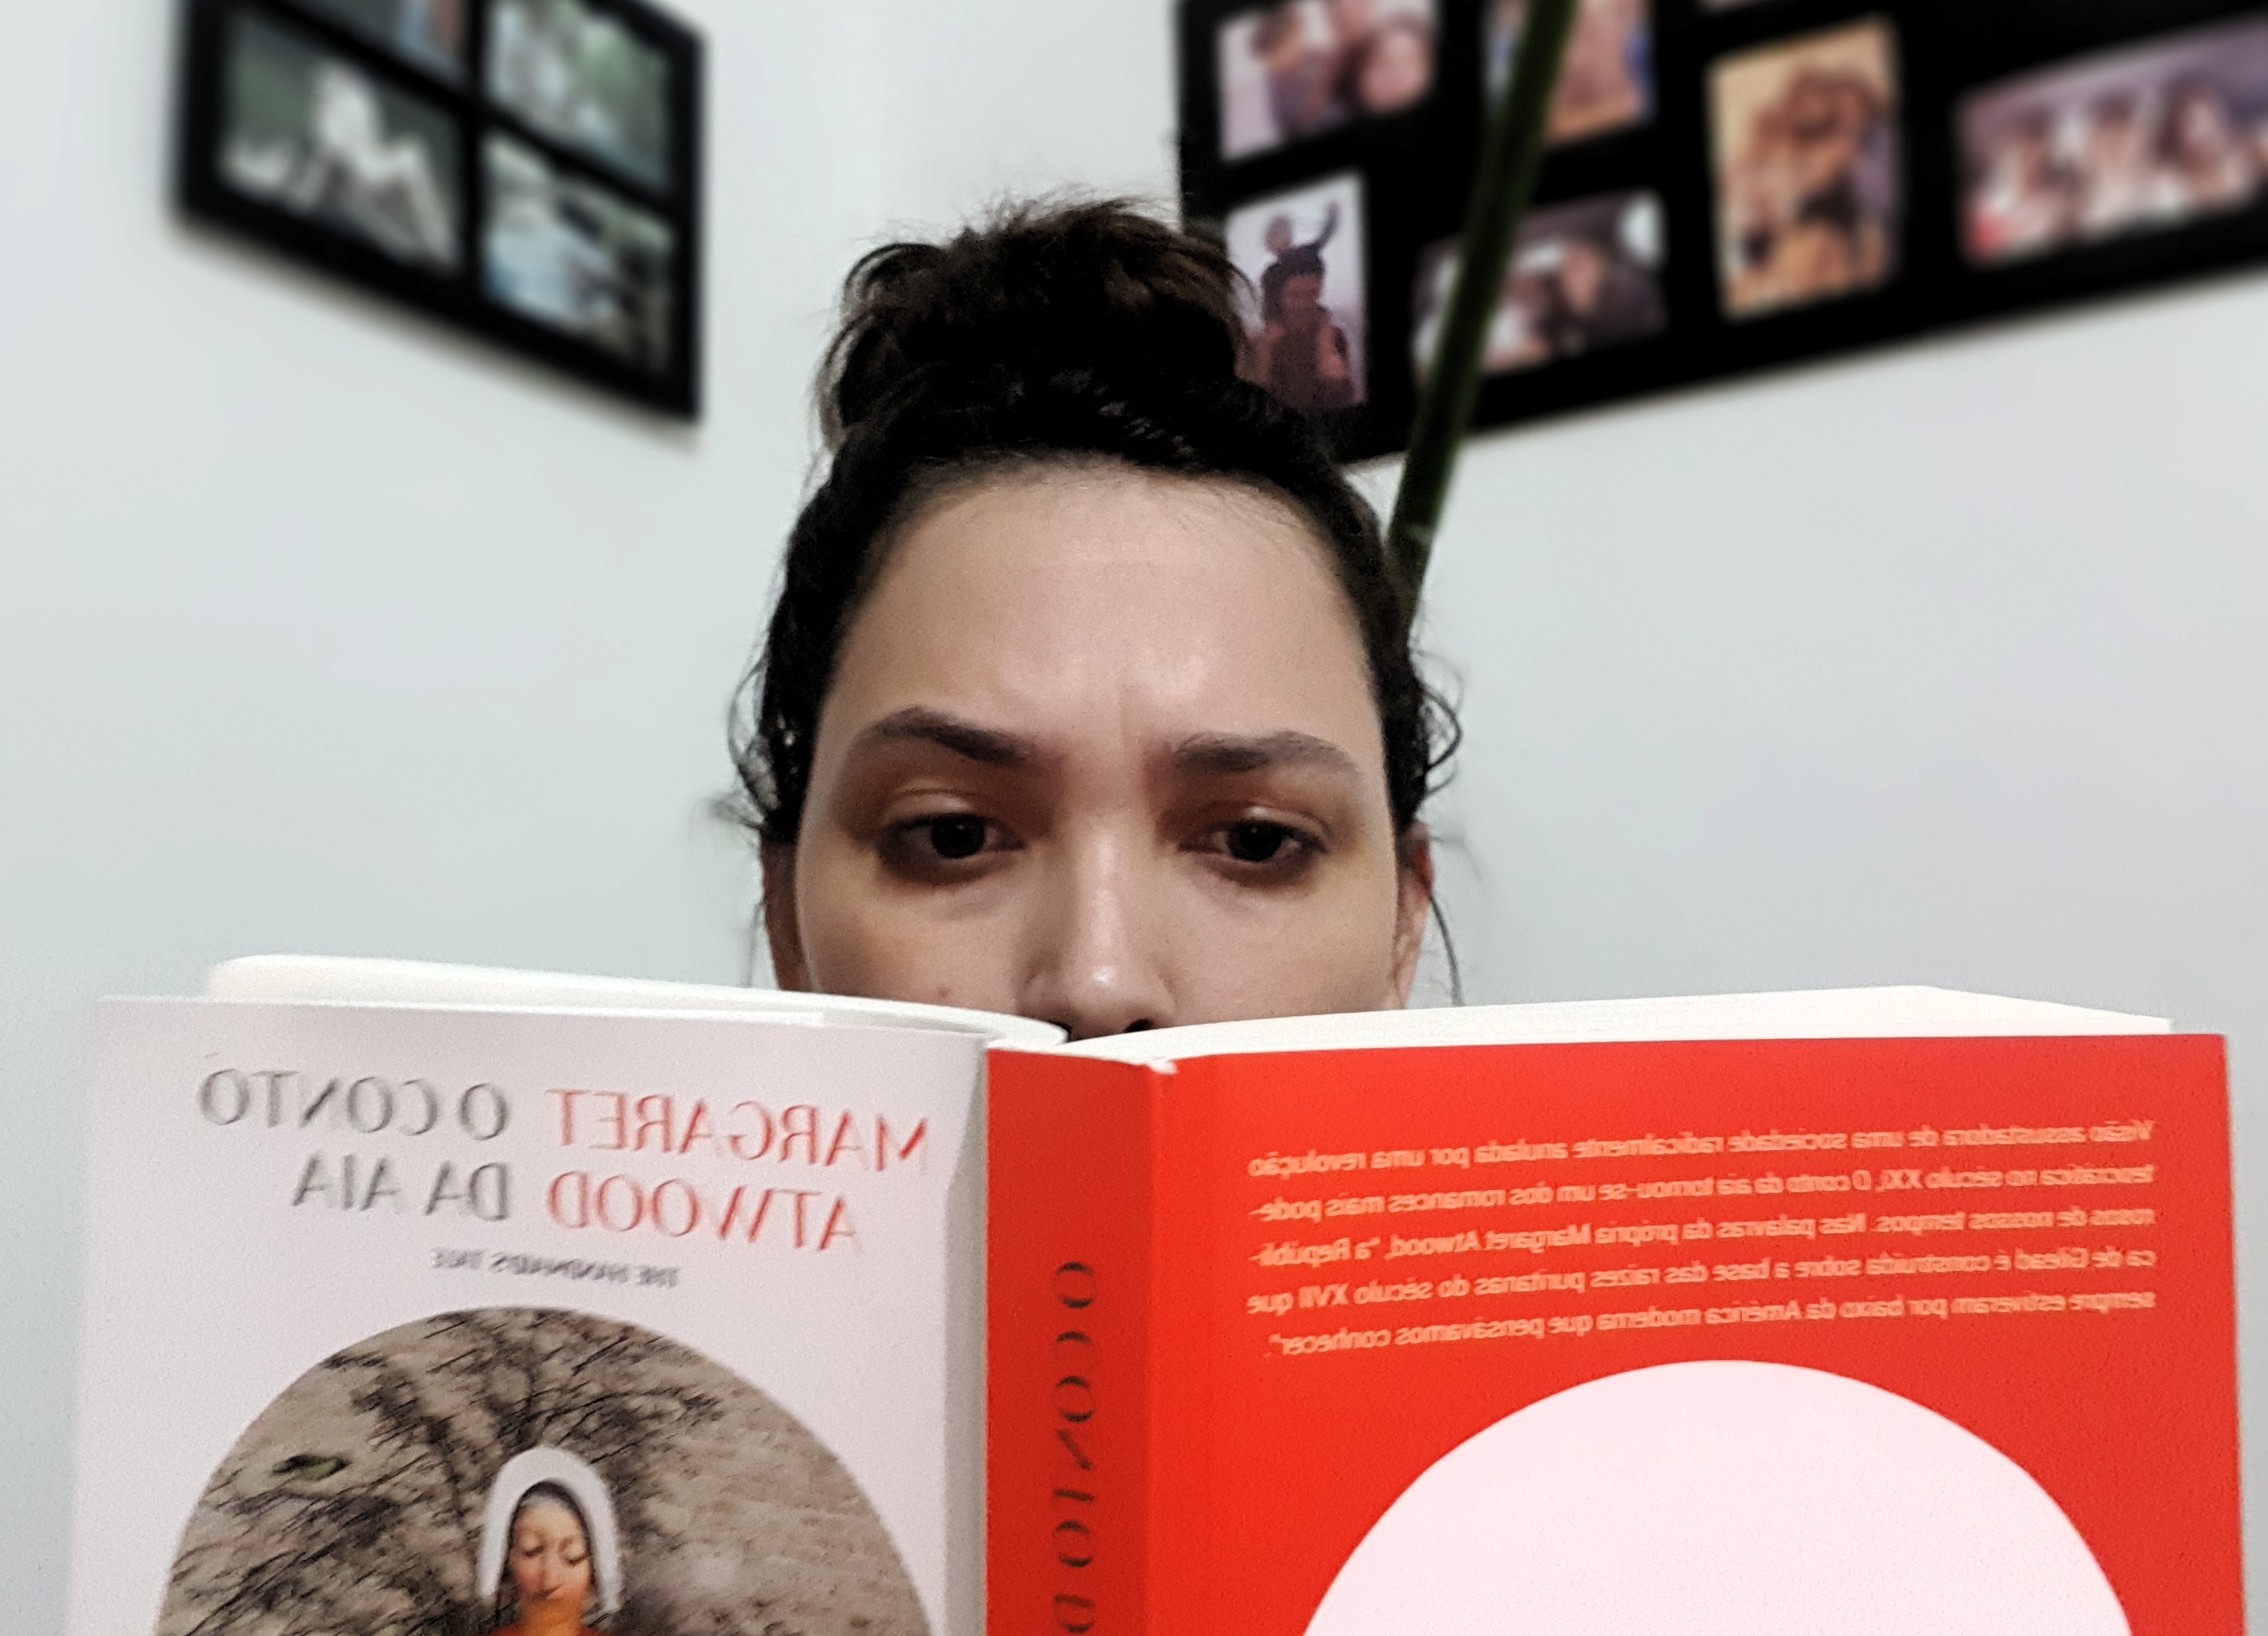 MARGARET O CONTO
ATWOOD DA AIA
THE HANDMAID'S TALE
O CONTO D
Visão assustadora de uma sociedade radicalmente anulada por uma revolução
teocrática no século XXI, O conto da aia tornou-se um dos romances mais pode-
rosos de nossos tempos. Nas palavras da própria Margaret Atwood, "a Repúbli-
ca de Gilead é construída sobre a base das raízes puritanas do século XVII que
sempre estiveram por baixo da América moderna que pensávamos conhecer".